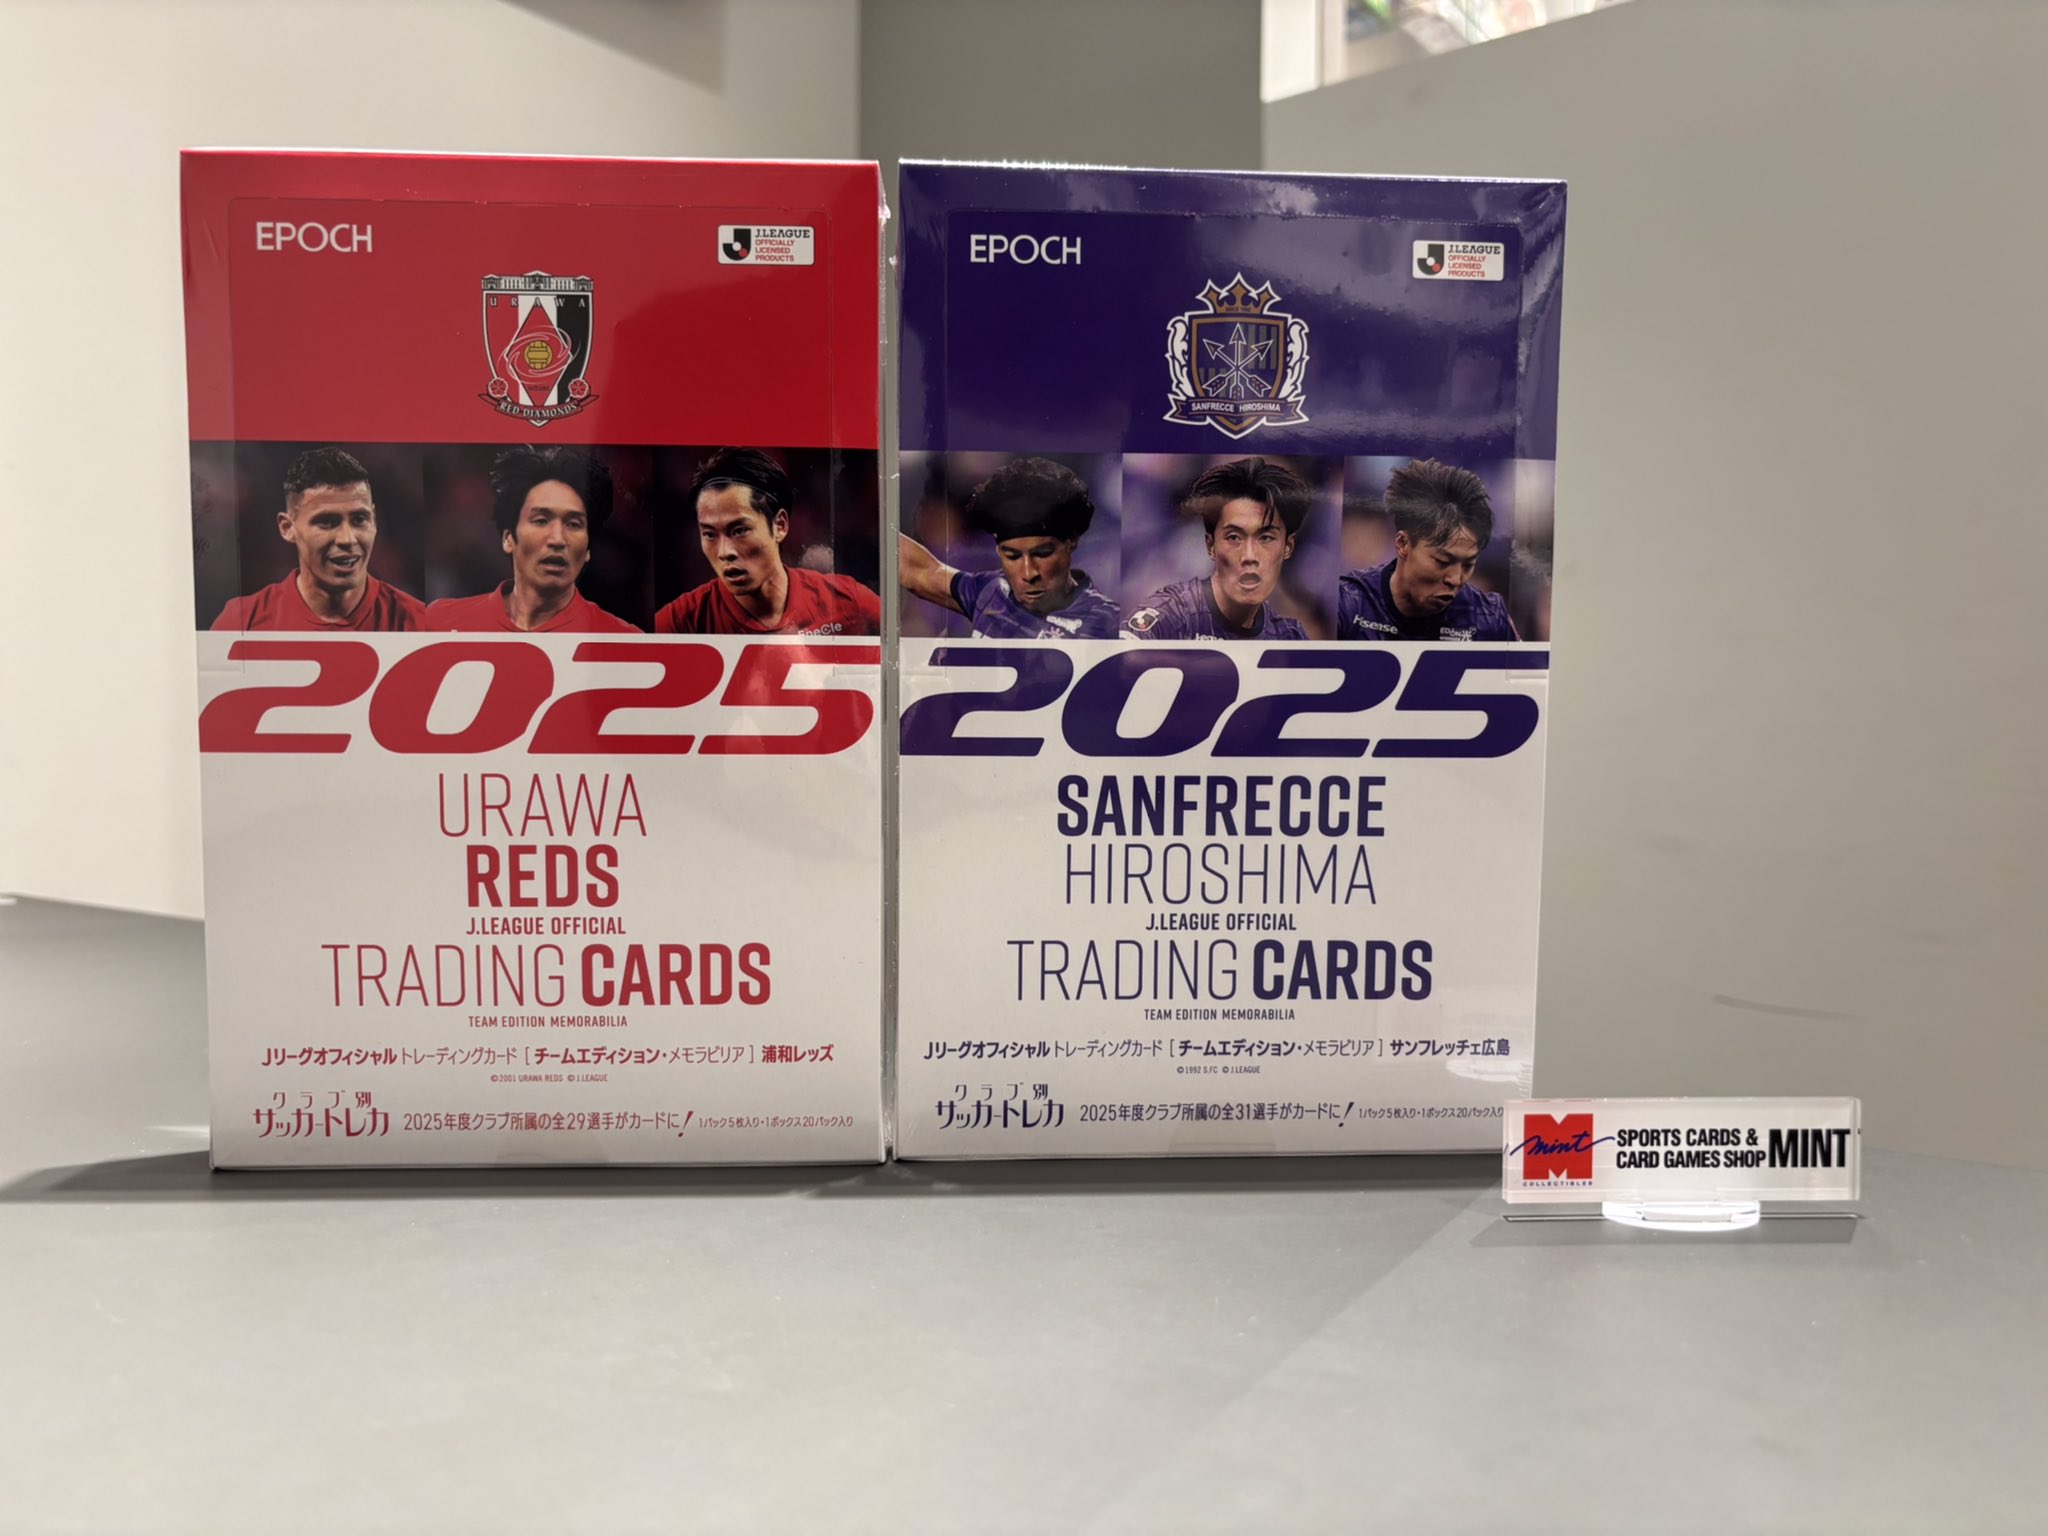 EPOCH
J.LEAGUE
OFFICIALLY
LICENSED
PRODUCTS
URAWA
RED DIAMONDS
2025
URAWA
REDS
J.LEAGUE OFFICIAL
TRADING CARDS
TEAM EDITION MEMORABILIA
Jリーグオフィシャルトレーディングカード［チームエディション・メモラビリア］浦和レッズ
©2001 URAWA REDS © J.LEAGUE
クラブ別
サッカートレカ
2025年度クラブ所属の全29選手がカードに! 1パック5枚入り・1ボックス20パック入り
EPOCH
J.LEAGUE
OFFICIALLY
LICENSED
PRODUCTS
SINCE 1992
SANFRECCE HIROSHIMA
Hisense
2025
SANFRECCE
HIROSHIMA
J.LEAGUE OFFICIAL
TRADING CARDS
TEAM EDITION MEMORABILIA
Jリーグオフィシャルトレーディングカード［チームエディション・メモラビリア］サンフレッチェ広島
©1992 S.FC © J.LEAGUE
クラブ別
サッカートレカ
2025年度クラブ所属の全31選手がカードに! 1パック5枚入り・1ボックス20パック入り
mint
COLLECTIBLES
SPORTS CARDS &
CARD GAMES SHOP MINT